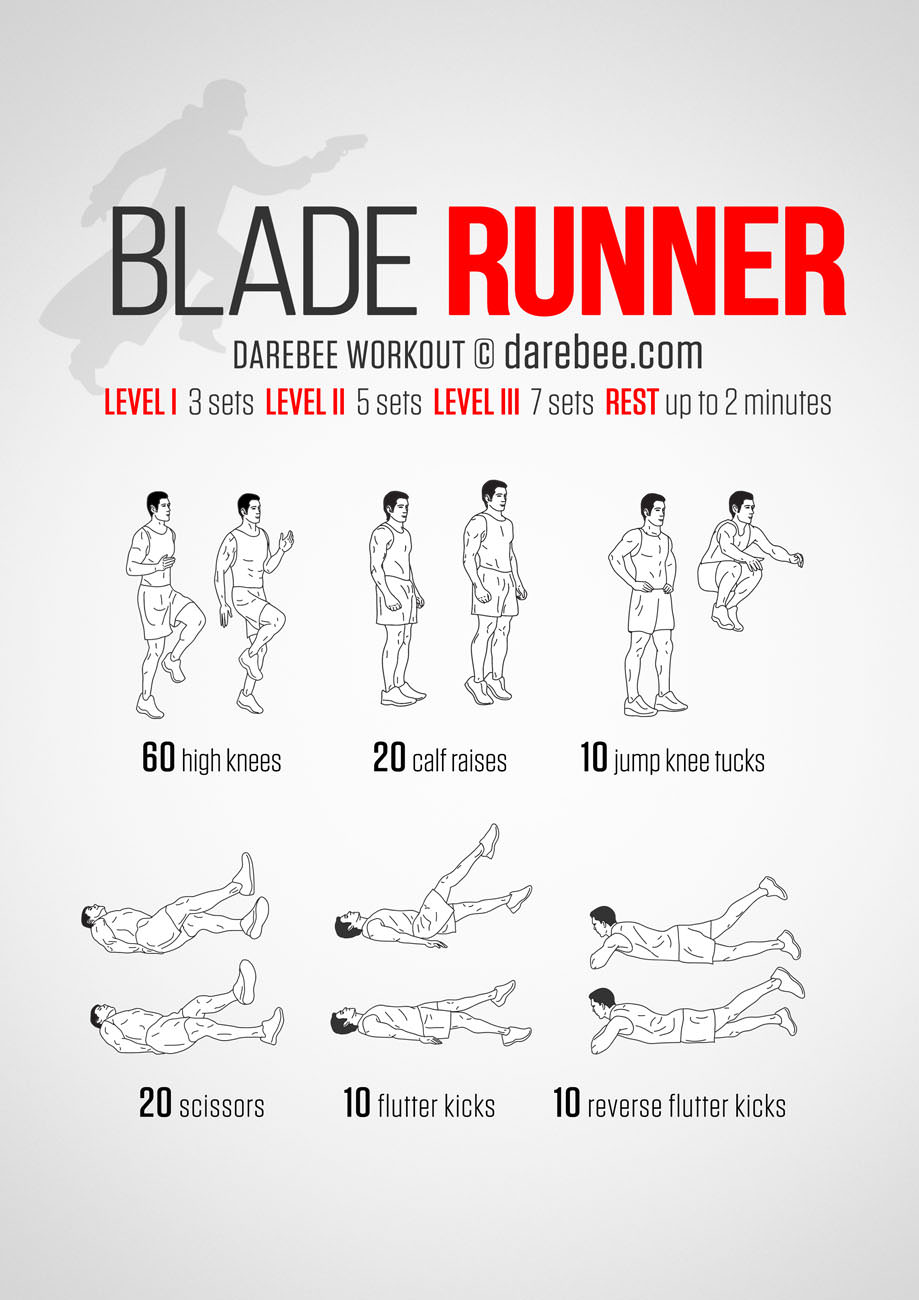 BLADE RUNNER
DAREBEE WORKOUT © darebee.com
LEVEL I 3 sets LEVEL II 5 sets LEVEL III 7 sets REST up to 2 minutes
60 high knees
20 calf raises
10 jump knee tucks
20 scissors
10 flutter kicks
10 reverse flutter kicks